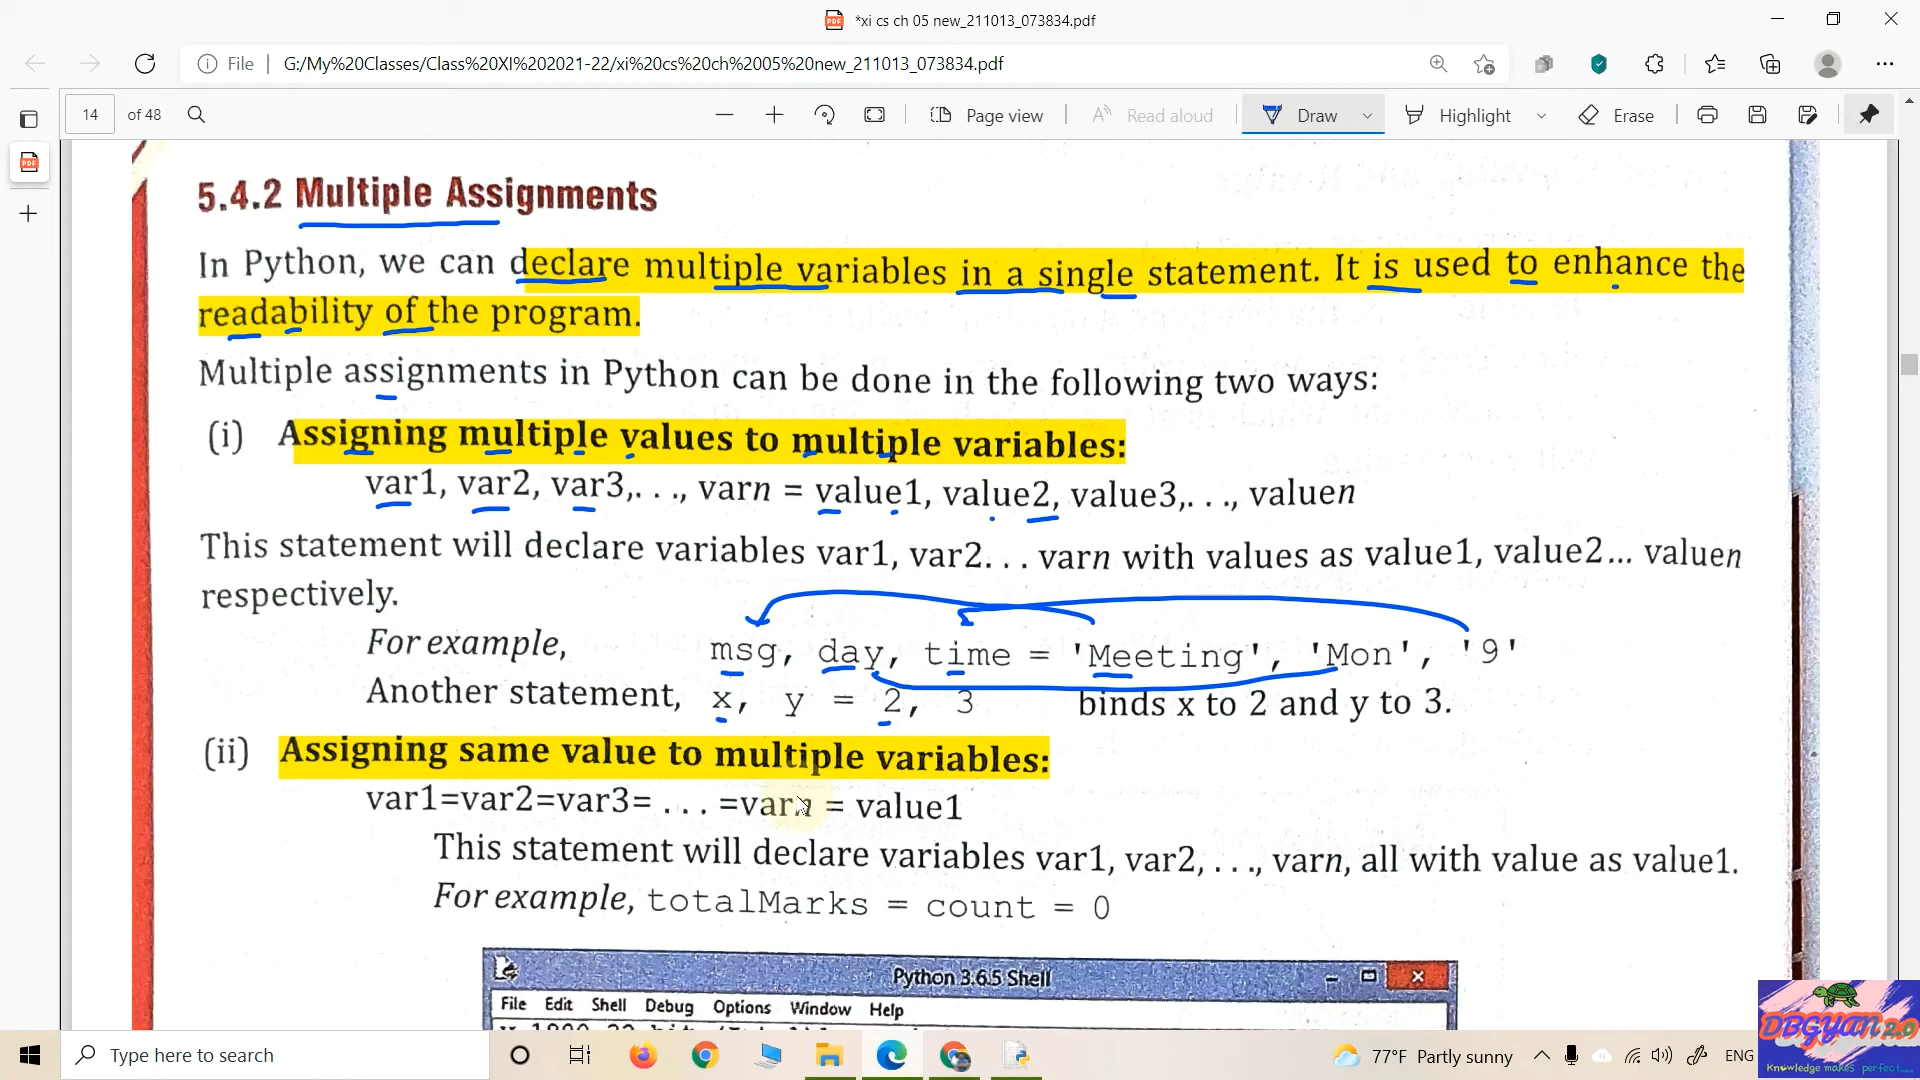 *xi cs ch 05 new_211013_073834.pdf
File
G:/My%20Classes/Class%20XI%202021-22/xi%20cs%20ch%2005%20new_211013_073834.pdf
14 of 48
Page view
Read aloud
Draw
Highlight
Erase
5.4.2 Multiple Assignments
In Python, we can declare multiple variables in a single statement. It is used to enhance the
readability of the program.
Multiple assignments in Python can be done in the following two ways:
(i) Assigning multiple values to multiple variables:
var1, var2, var3,. . ., varn = value1, value2, value3,. . ., valuen
This statement will declare variables var1, var2. . . varn with values as value1, value2... valuen
respectively.
For example, msg, day, time = 'Meeting', 'Mon', '9'
Another statement, x, y = 2, 3 binds x to 2 and y to 3.
(ii) Assigning same value to multiple variables:
var1=var2=var3= . . . =varn = value1
This statement will declare variables var1, var2, . . ., varn, all with value as value1.
For example, totalMarks = count = 0
Python 3.6.5 Shell
File Edit Shell Debug Options Window Help
Type here to search
77°F Partly sunny
ENG
DBGyan 2.0
Knowledge makes perfect....